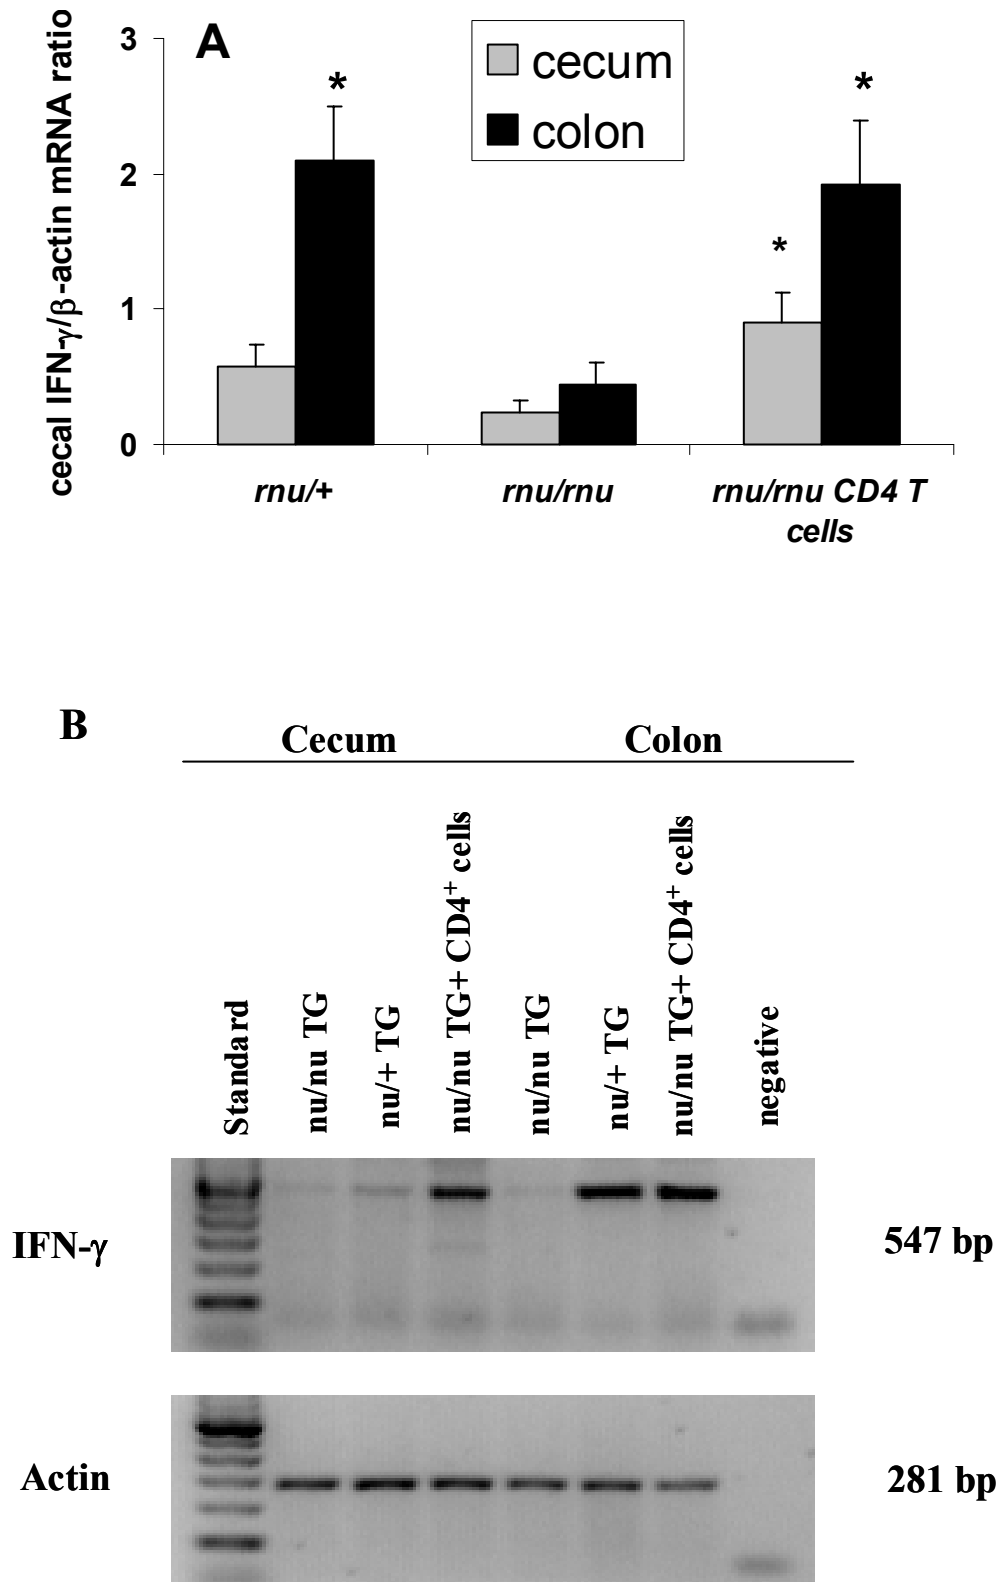 A
cecum
colon
cecal IFN-γ/β-actin mRNA ratio
3
2
1
0
*
*
*
rnu/+
rnu/rnu
rnu/rnu CD4 T
cells
B
Cecum
Colon
Standard
nu/nu TG
nu/+ TG
nu/nu TG+ CD4⁺ cells
nu/nu TG
nu/+ TG
nu/nu TG+ CD4⁺ cells
negative
IFN-γ
547 bp
Actin
281 bp